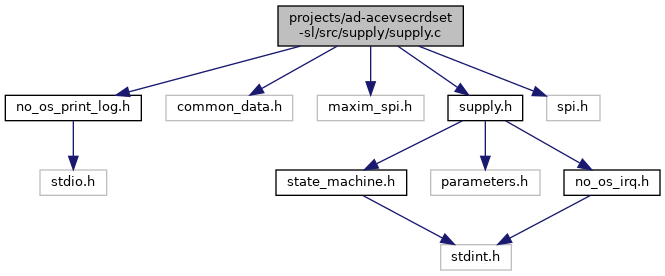 projects/ad-acevsecrdset
-sl/src/supply/supply.c
no_os_print_log.h
common_data.h
maxim_spi.h
supply.h
spi.h
stdio.h
state_machine.h
parameters.h
no_os_irq.h
stdint.h